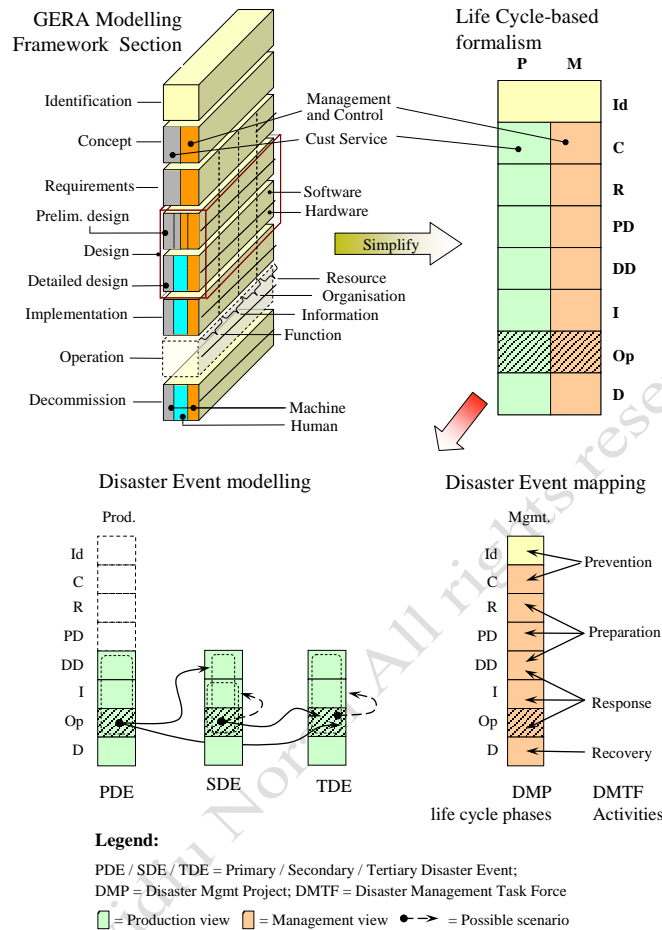 GERA Modelling
Framework Section
Identification
Concept
Requirements
Prelim. design
Design
Detailed design
Implementation
Operation
Decommission
Management
and Control
Cust Service
Software
Hardware
Resource
Organisation
Information
Function
Machine
Human
Simplify
Life Cycle-based
formalism
P M
Id
C
R
PD
DD
I
Op
D
Disaster Event modelling
Prod.
Id
C
R
PD
DD
I
Op
D
PDE
SDE
TDE
Disaster Event mapping
Mgmt.
Id
C
R
PD
DD
I
Op
D
Prevention
Preparation
Response
Recovery
DMP DMTF
life cycle phases Activities
Legend:
PDE / SDE / TDE = Primary / Secondary / Tertiary Disaster Event;
DMP = Disaster Mgmt Project; DMTF = Disaster Management Task Force
= Production view = Management view = Possible scenario
All rights rese